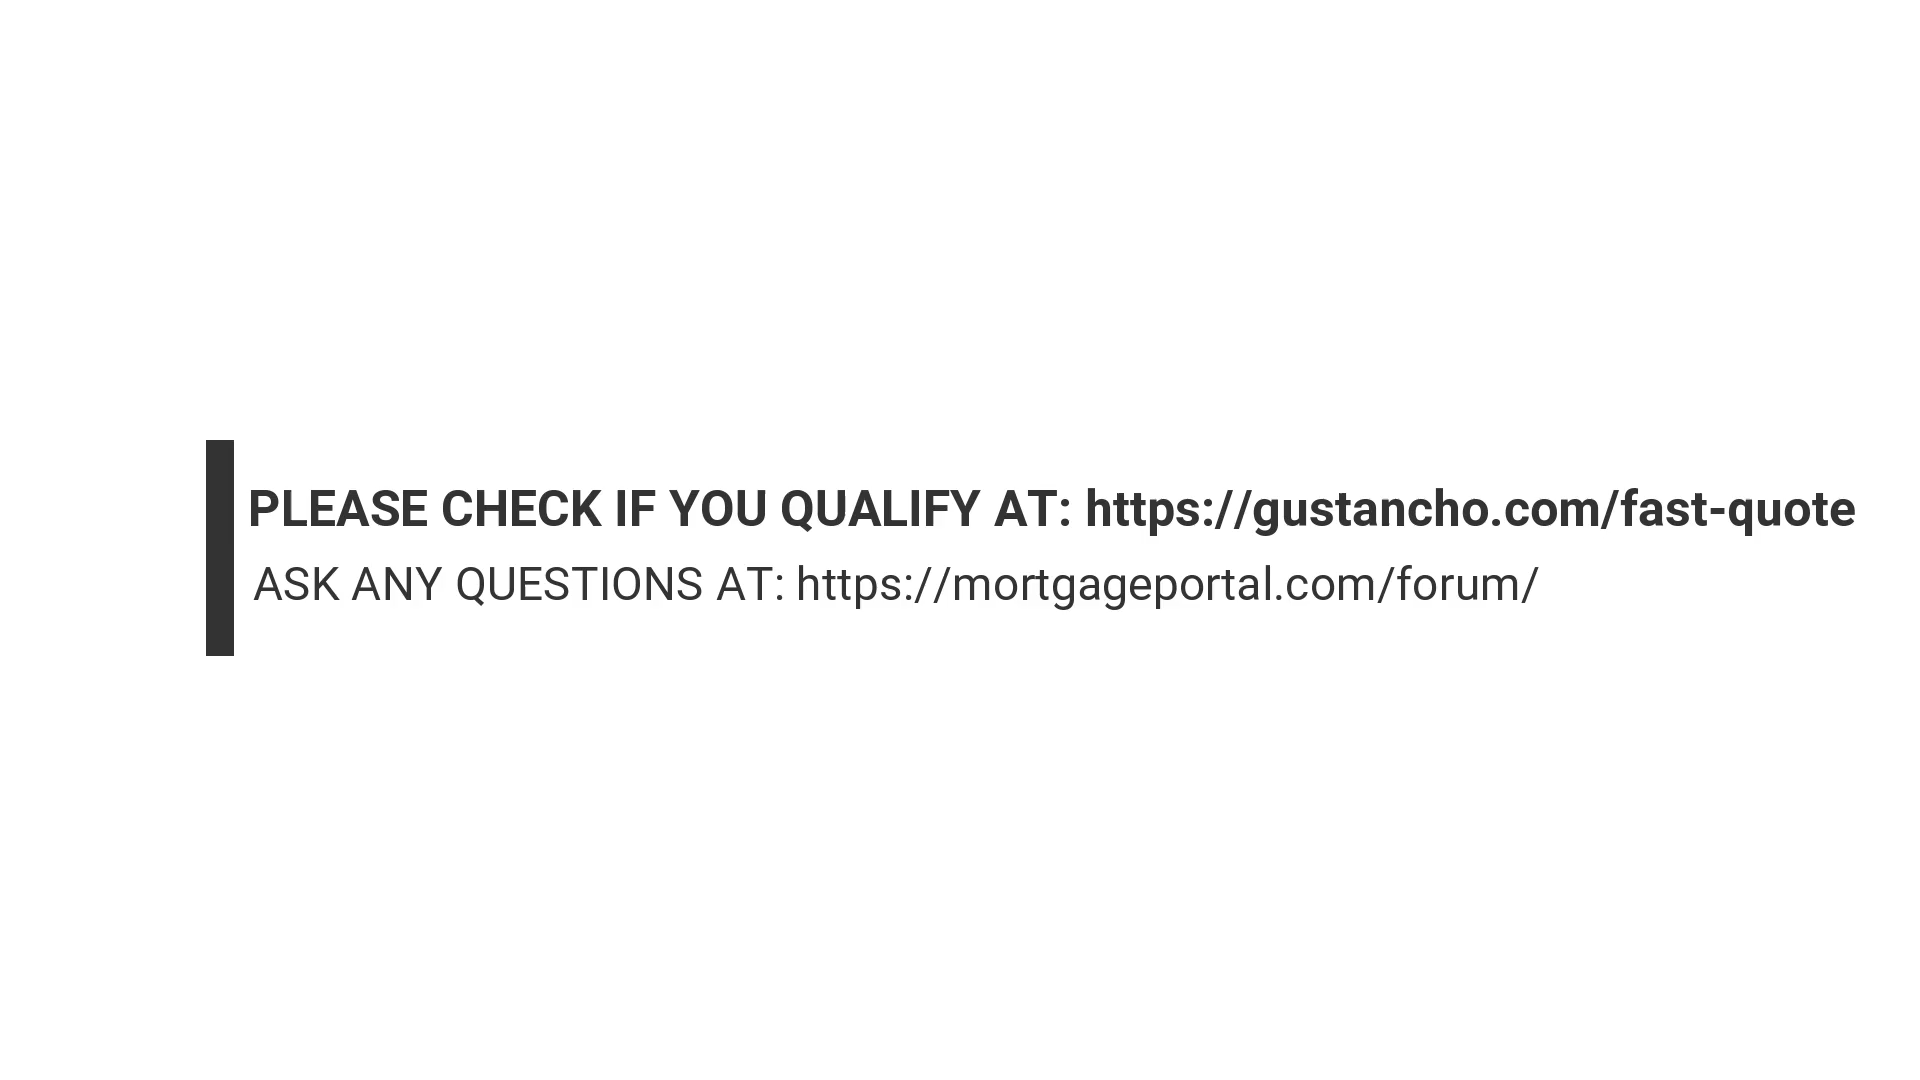 PLEASE CHECK IF YOU QUALIFY AT: https://gustancho.com/fast-quote
ASK ANY QUESTIONS AT: https://mortgageportal.com/forum/